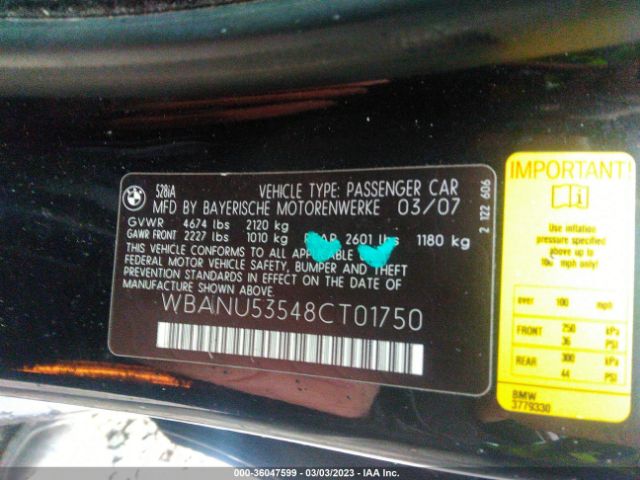 528iA VEHICLE TYPE: PASSENGER CAR
MFD BY BAYERISCHE MOTORENWERKE 03/07
GVWR 4674 lbs 2120 kg
GAWR FRONT 2227 lbs 1010 kg 2601 lbs 1180 kg
THIS VEHICLE CONFORMS TO ALL APPLICABLE
FEDERAL MOTOR VEHICLE SAFETY, BUMPER AND THEFT
PREVENTION STANDARDS IN EFFECT ON THE DATE
OF MANUFACTURE SHOWN ABOVE.
WBANU53548CT01750
2 122 606
IMPORTANT!
Use inflation
pressure specified
above up to
mph only!
over 100 mph
FRONT 250 kPa
36 PSI
REAR 300 kPa
44 PSI
BMW
3779330
000-36047599 — 03/03/2023 — IAA Inc.